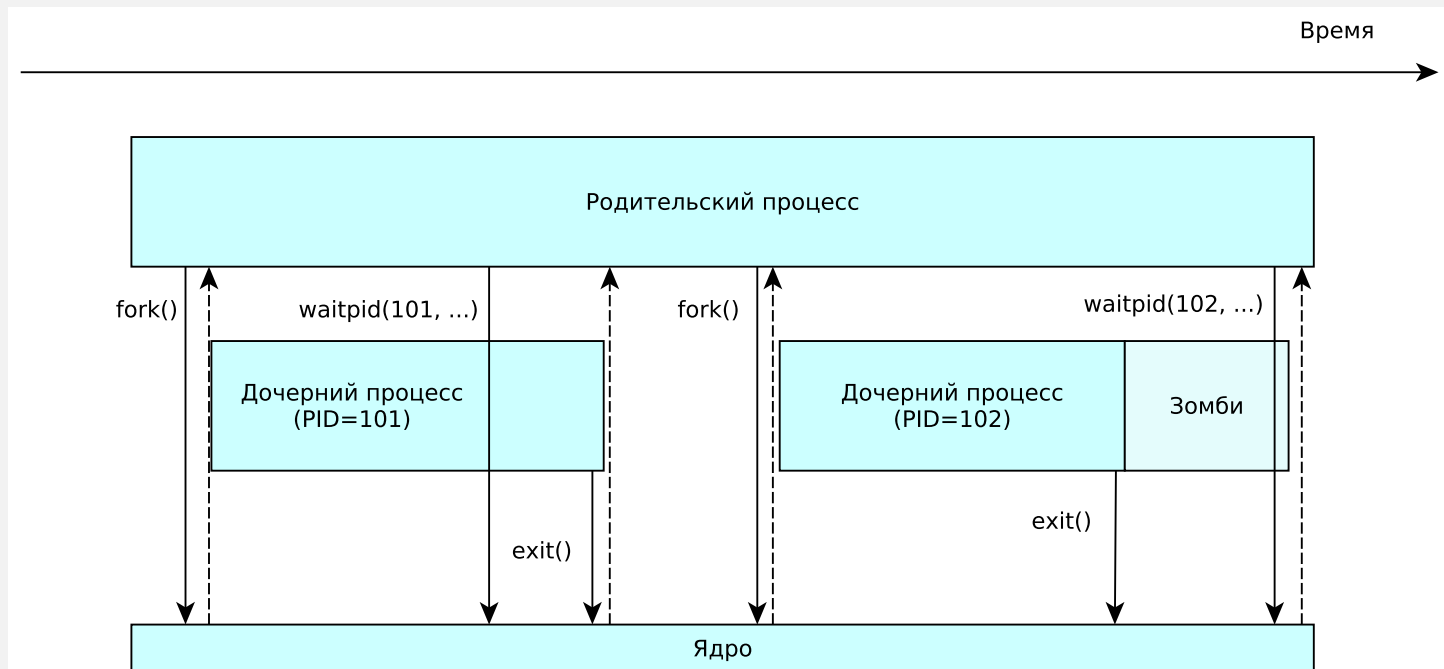 Время
Родительский процесс
fork()
waitpid(101, ...)
fork()
waitpid(102, ...)
Дочерний процесс
(PID=101)
Дочерний процесс
(PID=102)
Зомби
exit()
exit()
Ядро